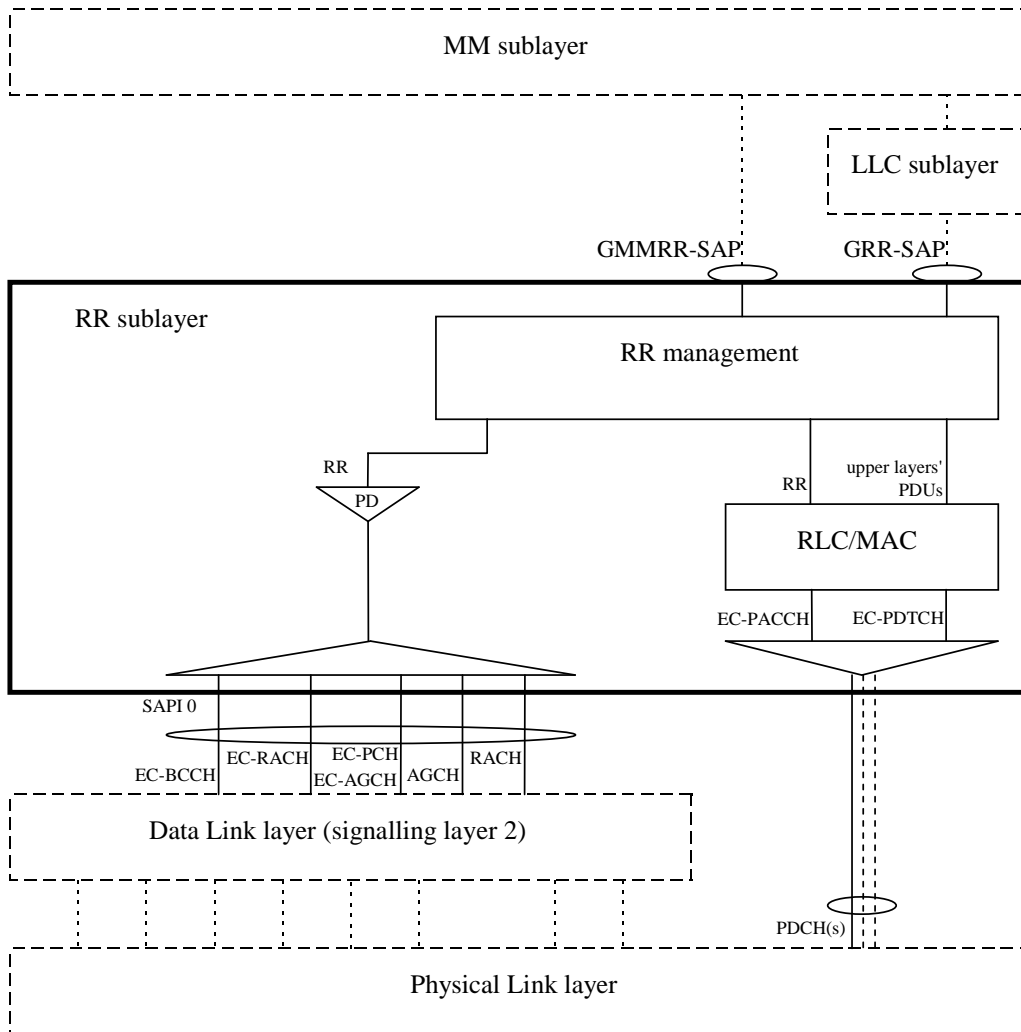 MM sublayer
LLC sublayer
GMMRR-SAP
GRR-SAP
RR sublayer
RR management
RR
PD
RR
upper layers'
PDUs
RLC/MAC
EC-PACCH
EC-PDTCH
SAPI 0
EC-BCCH
EC-RACH
EC-PCH
EC-AGCH
AGCH
RACH
Data Link layer (signalling layer 2)
PDCH(s)
Physical Link layer